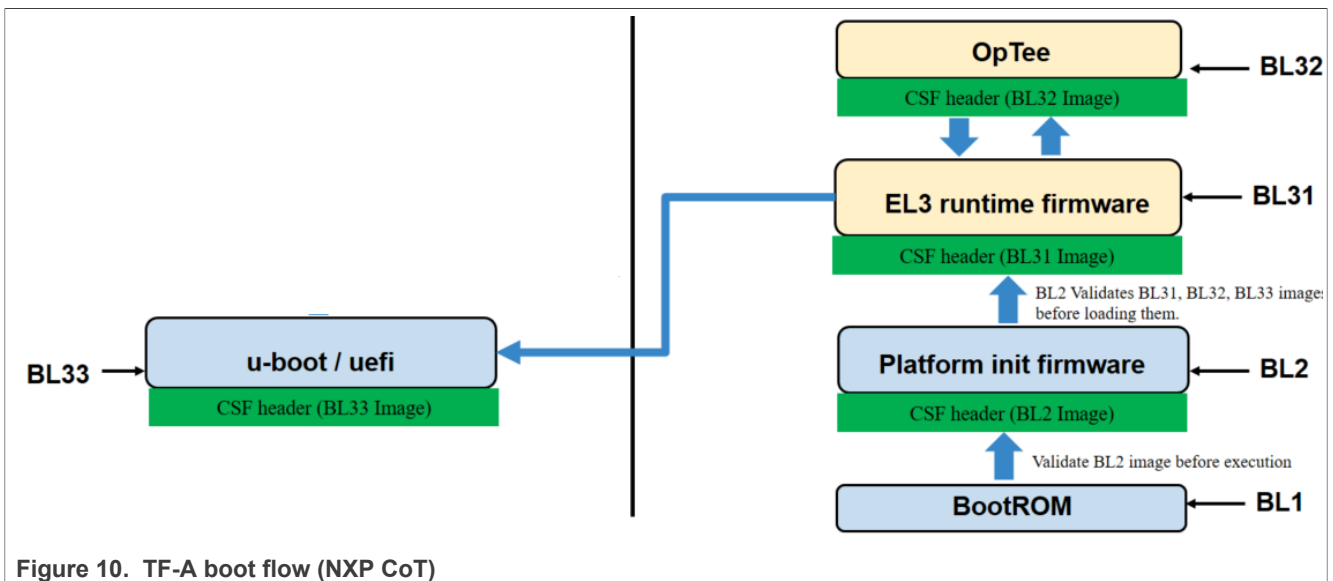 OpTee
BL32
CSF header (BL32 Image)
EL3 runtime firmware
BL31
CSF header (BL31 Image)
BL2 Validates BL31, BL32, BL33 images
before loading them.
u-boot / uefi
BL33
CSF header (BL33 Image)
Platform init firmware
BL2
CSF header (BL2 Image)
Validate BL2 image before execution
BootROM
BL1
Figure 10. TF-A boot flow (NXP CoT)